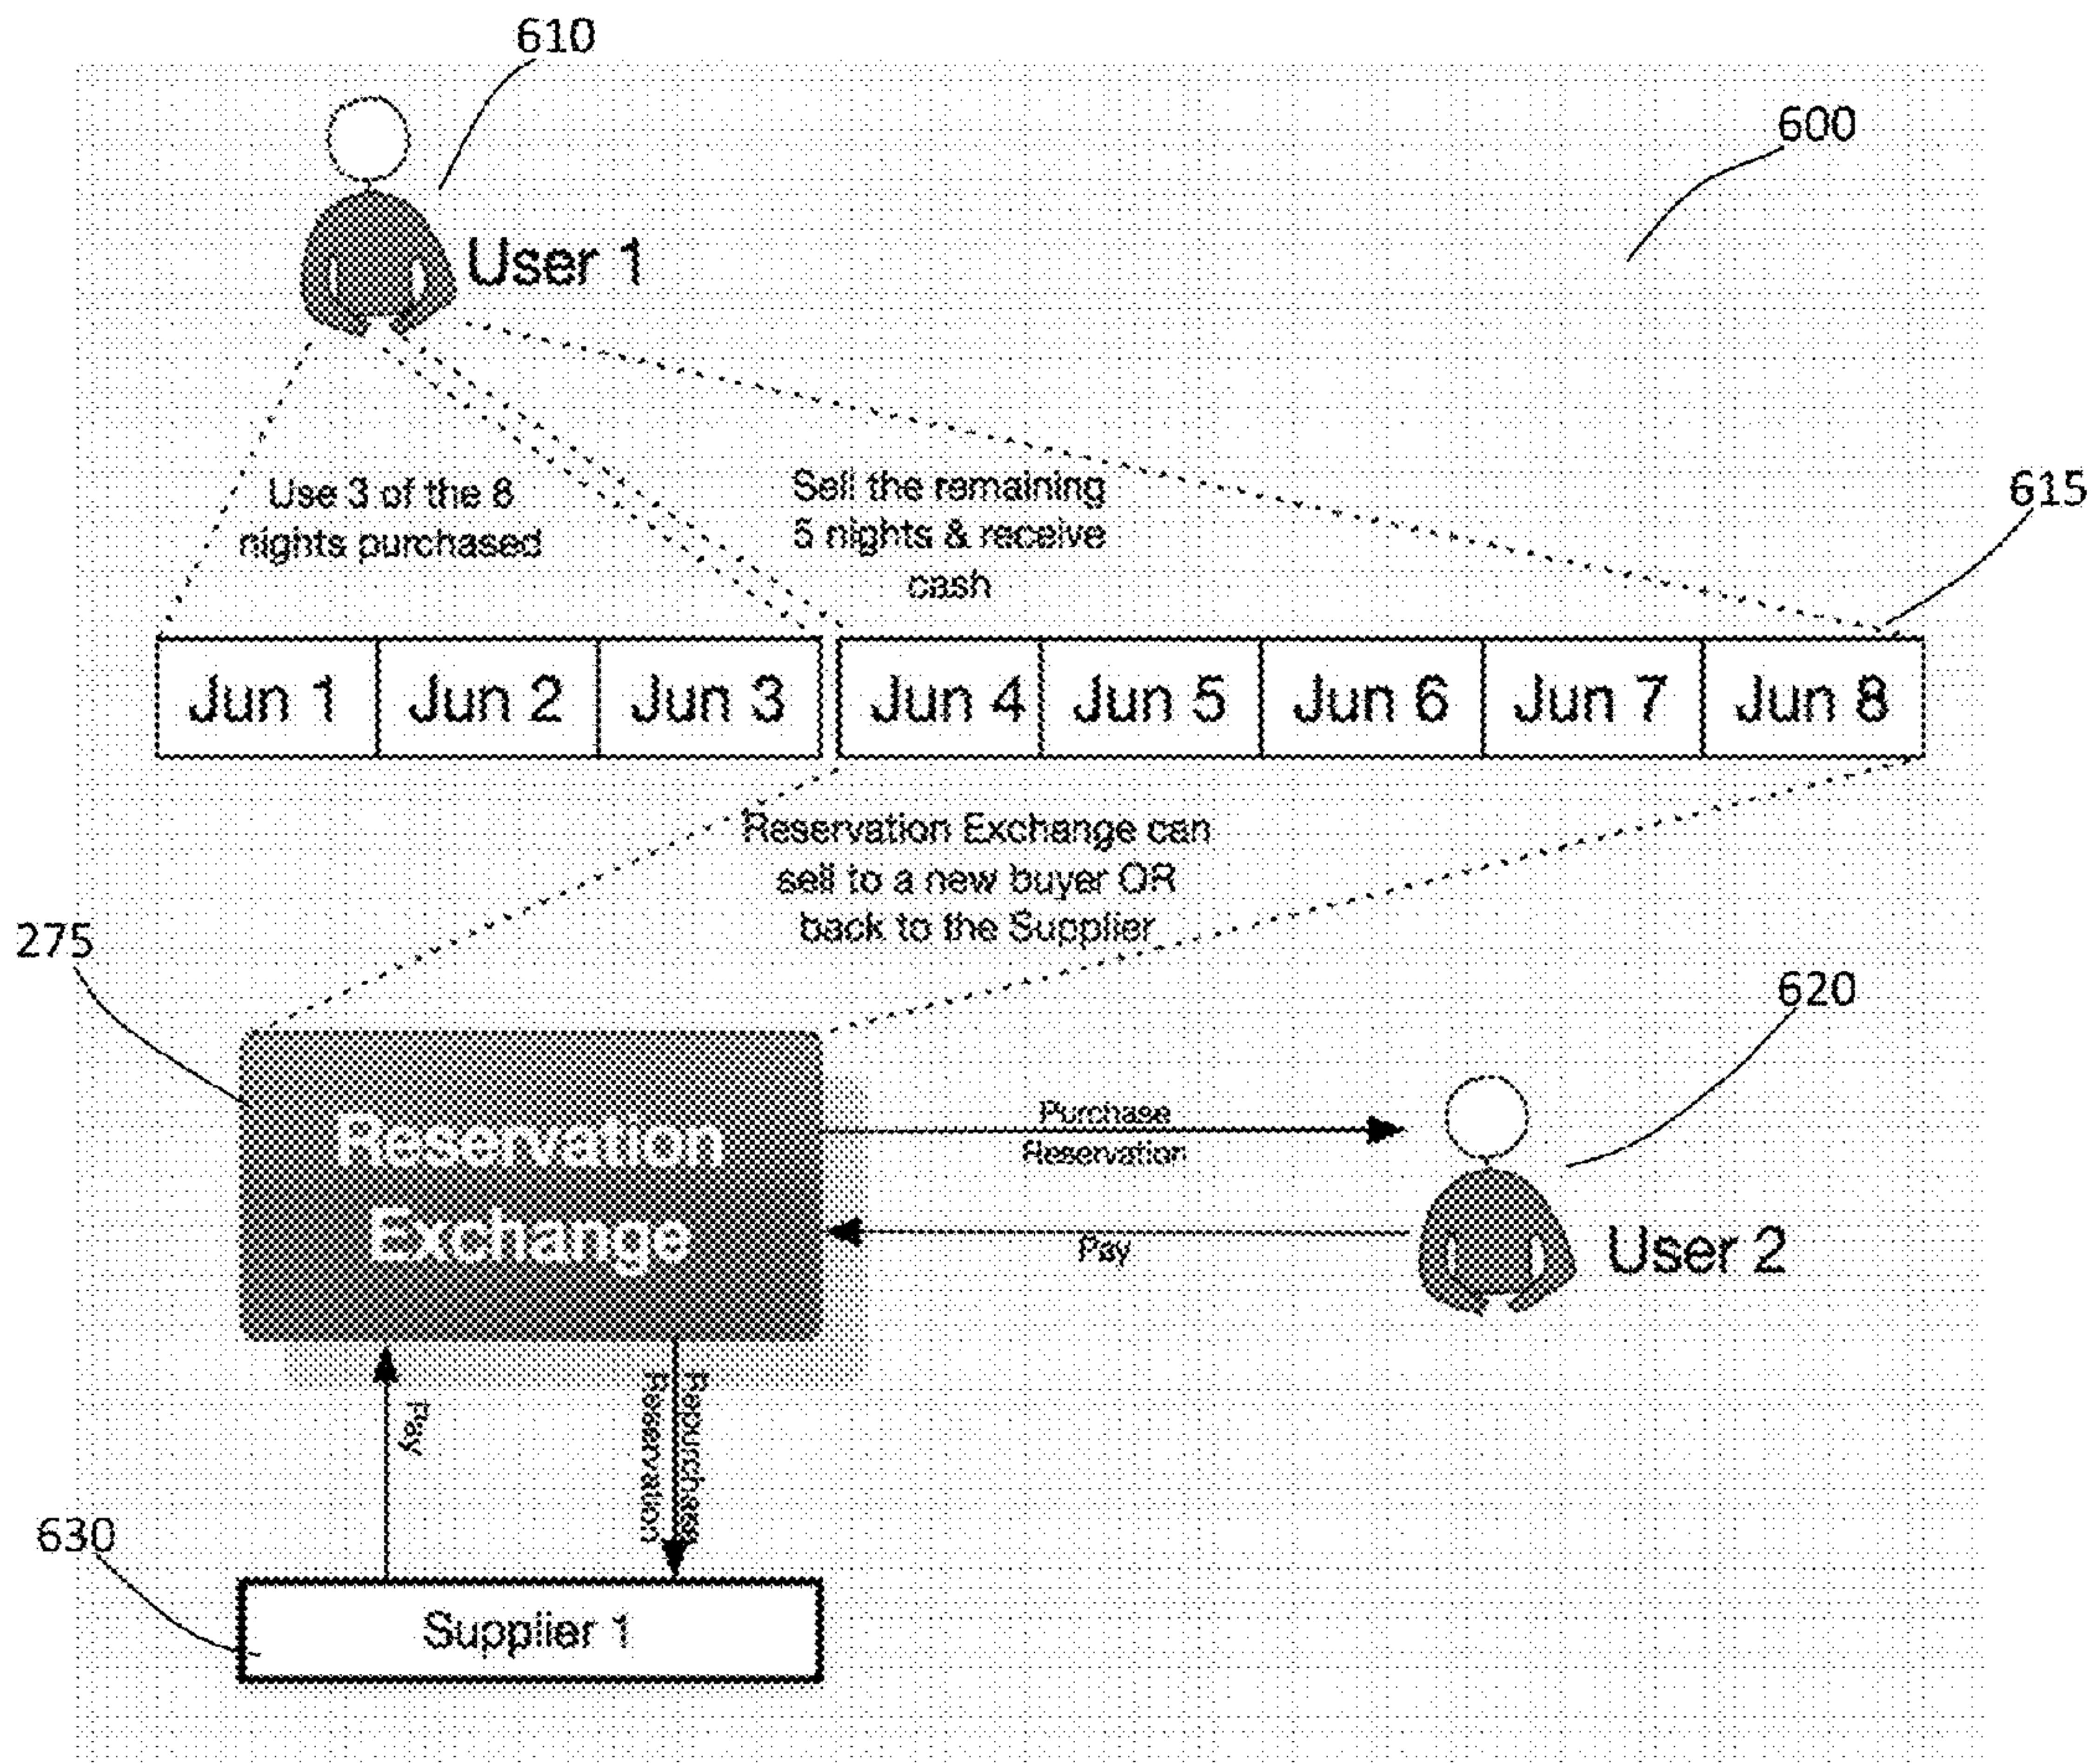 610
600
User 1
615
Use 3 of the 8
nights purchased
Sell the remaining
5 nights & receive
cash
Jun 1 Jun 2 Jun 3 Jun 4 Jun 5 Jun 6 Jun 7 Jun 8
Reservation Exchange can
sell to a new buyer OR
back to the Supplier
275
620
Reservation
Exchange
Purchase
Reservation
Pay
User 2
Pay
Repurchase
Reservation
630
Supplier 1